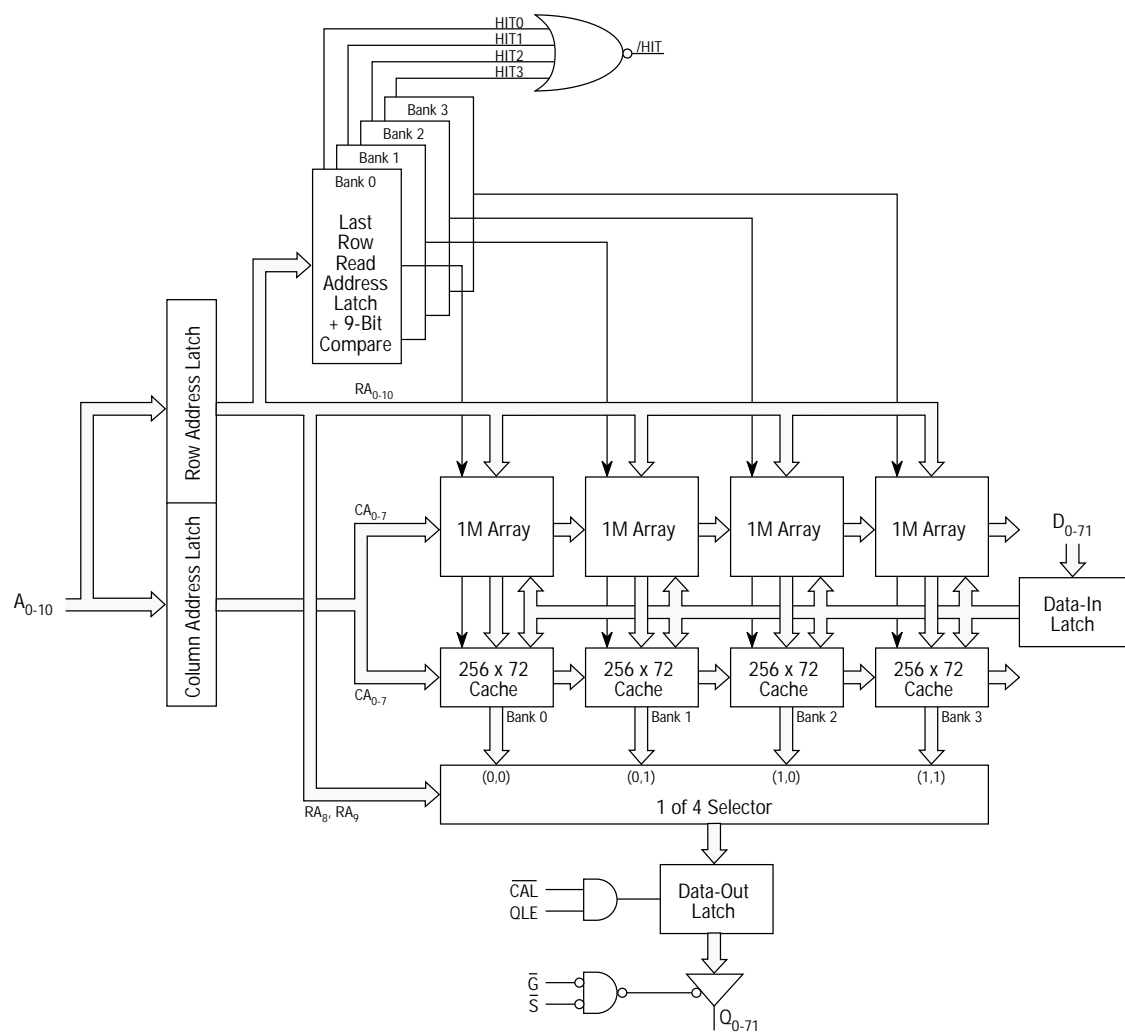 HIT0
HIT1
HIT2
HIT3
/HIT
Bank 3
Bank 2
Bank 1
Bank 0
Last
Row
Read
Address
Latch
+ 9-Bit
Compare
Row Address Latch
Column Address Latch
A0-10
RA0-10
CA0-7
1M Array
1M Array
1M Array
1M Array
D0-71
Data-In
Latch
CA0-7
256 x 72
Cache
256 x 72
Cache
256 x 72
Cache
256 x 72
Cache
Bank 0
Bank 1
Bank 2
Bank 3
(0,0)
(0,1)
(1,0)
(1,1)
1 of 4 Selector
RA8, RA9
C̅A̅L̅
QLE
Data-Out
Latch
G̅
S̅
Q0-71